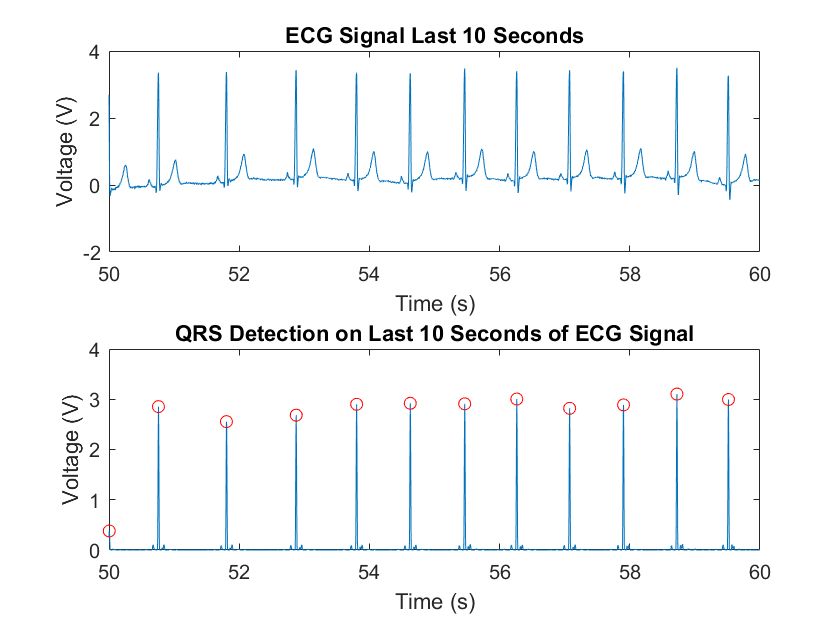 ECG Signal Last 10 Seconds
4
2
0
-2
Voltage (V)
50 52 54 56 58 60
Time (s)
QRS Detection on Last 10 Seconds of ECG Signal
4
3
2
1
0
Voltage (V)
50 52 54 56 58 60
Time (s)